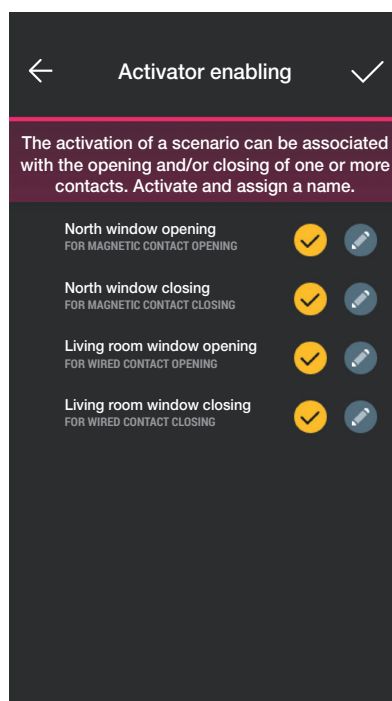 Activator enabling
The activation of a scenario can be associated
with the opening and/or closing of one or more
contacts. Activate and assign a name.
North window opening
FOR MAGNETIC CONTACT OPENING
North window closing
FOR MAGNETIC CONTACT CLOSING
Living room window opening
FOR WIRED CONTACT OPENING
Living room window closing
FOR WIRED CONTACT CLOSING